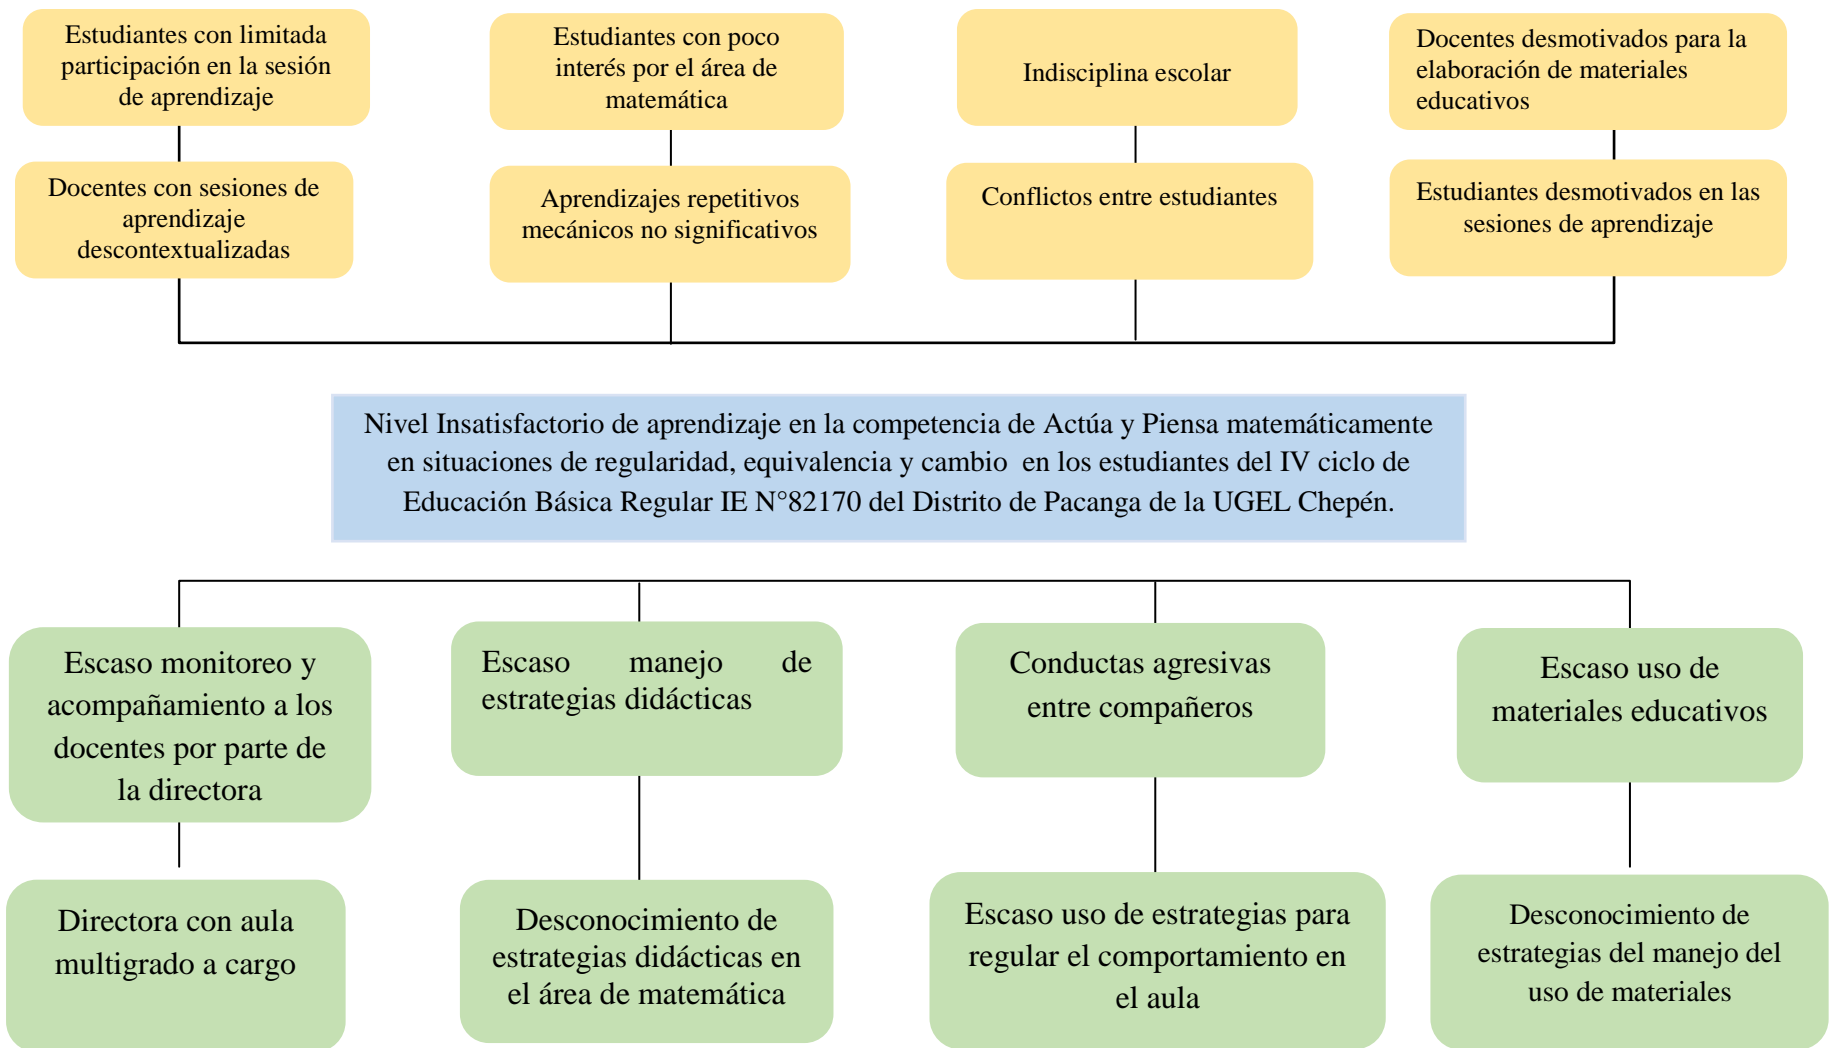 Estudiantes con limitada
participación en la sesión
de aprendizaje
Estudiantes con poco
interés por el área de
matemática
Indisciplina escolar
Docentes desmotivados para la
elaboración de materiales
educativos
Docentes con sesiones de
aprendizaje
descontextualizadas
Aprendizajes repetitivos
mecánicos no significativos
Conflictos entre estudiantes
Estudiantes desmotivados en las
sesiones de aprendizaje
Nivel Insatisfactorio de aprendizaje en la competencia de Actúa y Piensa matemáticamente
en situaciones de regularidad, equivalencia y cambio en los estudiantes del IV ciclo de
Educación Básica Regular IE N°82170 del Distrito de Pacanga de la UGEL Chepén.
Escaso monitoreo y
acompañamiento a los
docentes por parte de
la directora
Escaso manejo de
estrategias didácticas
Conductas agresivas
entre compañeros
Escaso uso de
materiales educativos
Directora con aula
multigrado a cargo
Desconocimiento de
estrategias didácticas en
el área de matemática
Escaso uso de estrategias para
regular el comportamiento en
el aula
Desconocimiento de
estrategias del manejo del
uso de materiales